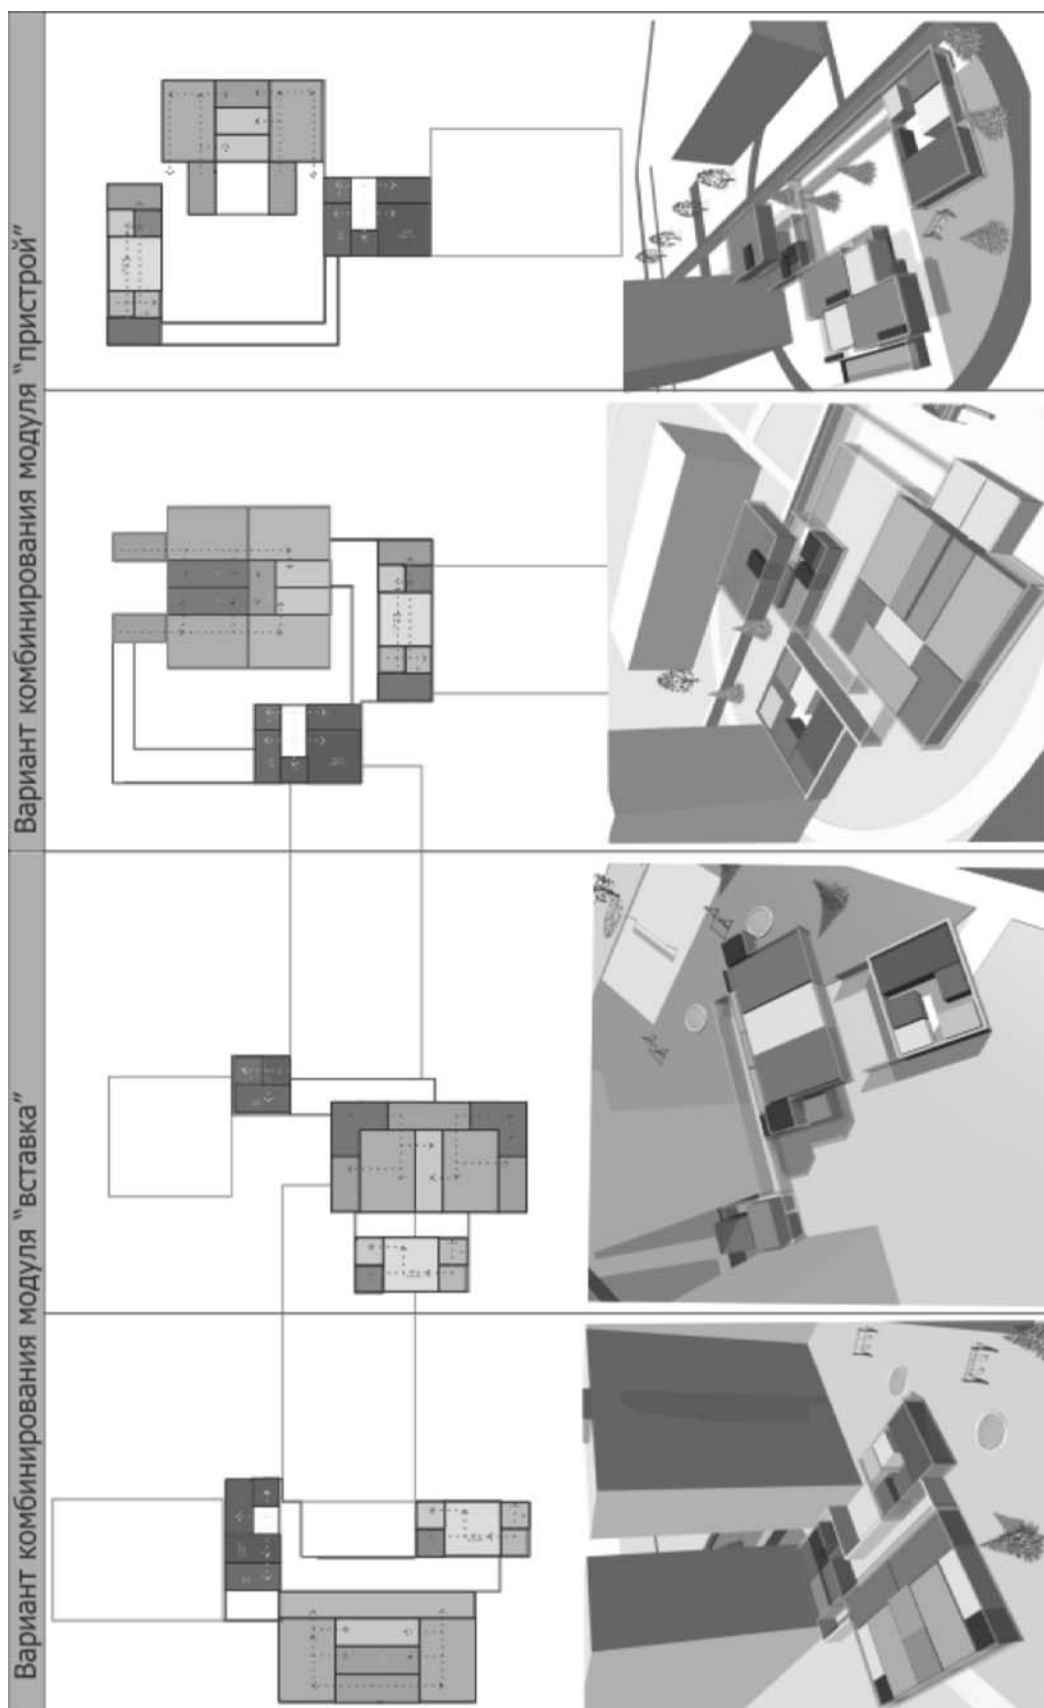 Вариант комбинирования модуля “вставка”
Вариант комбинирования модуля “пристрой”